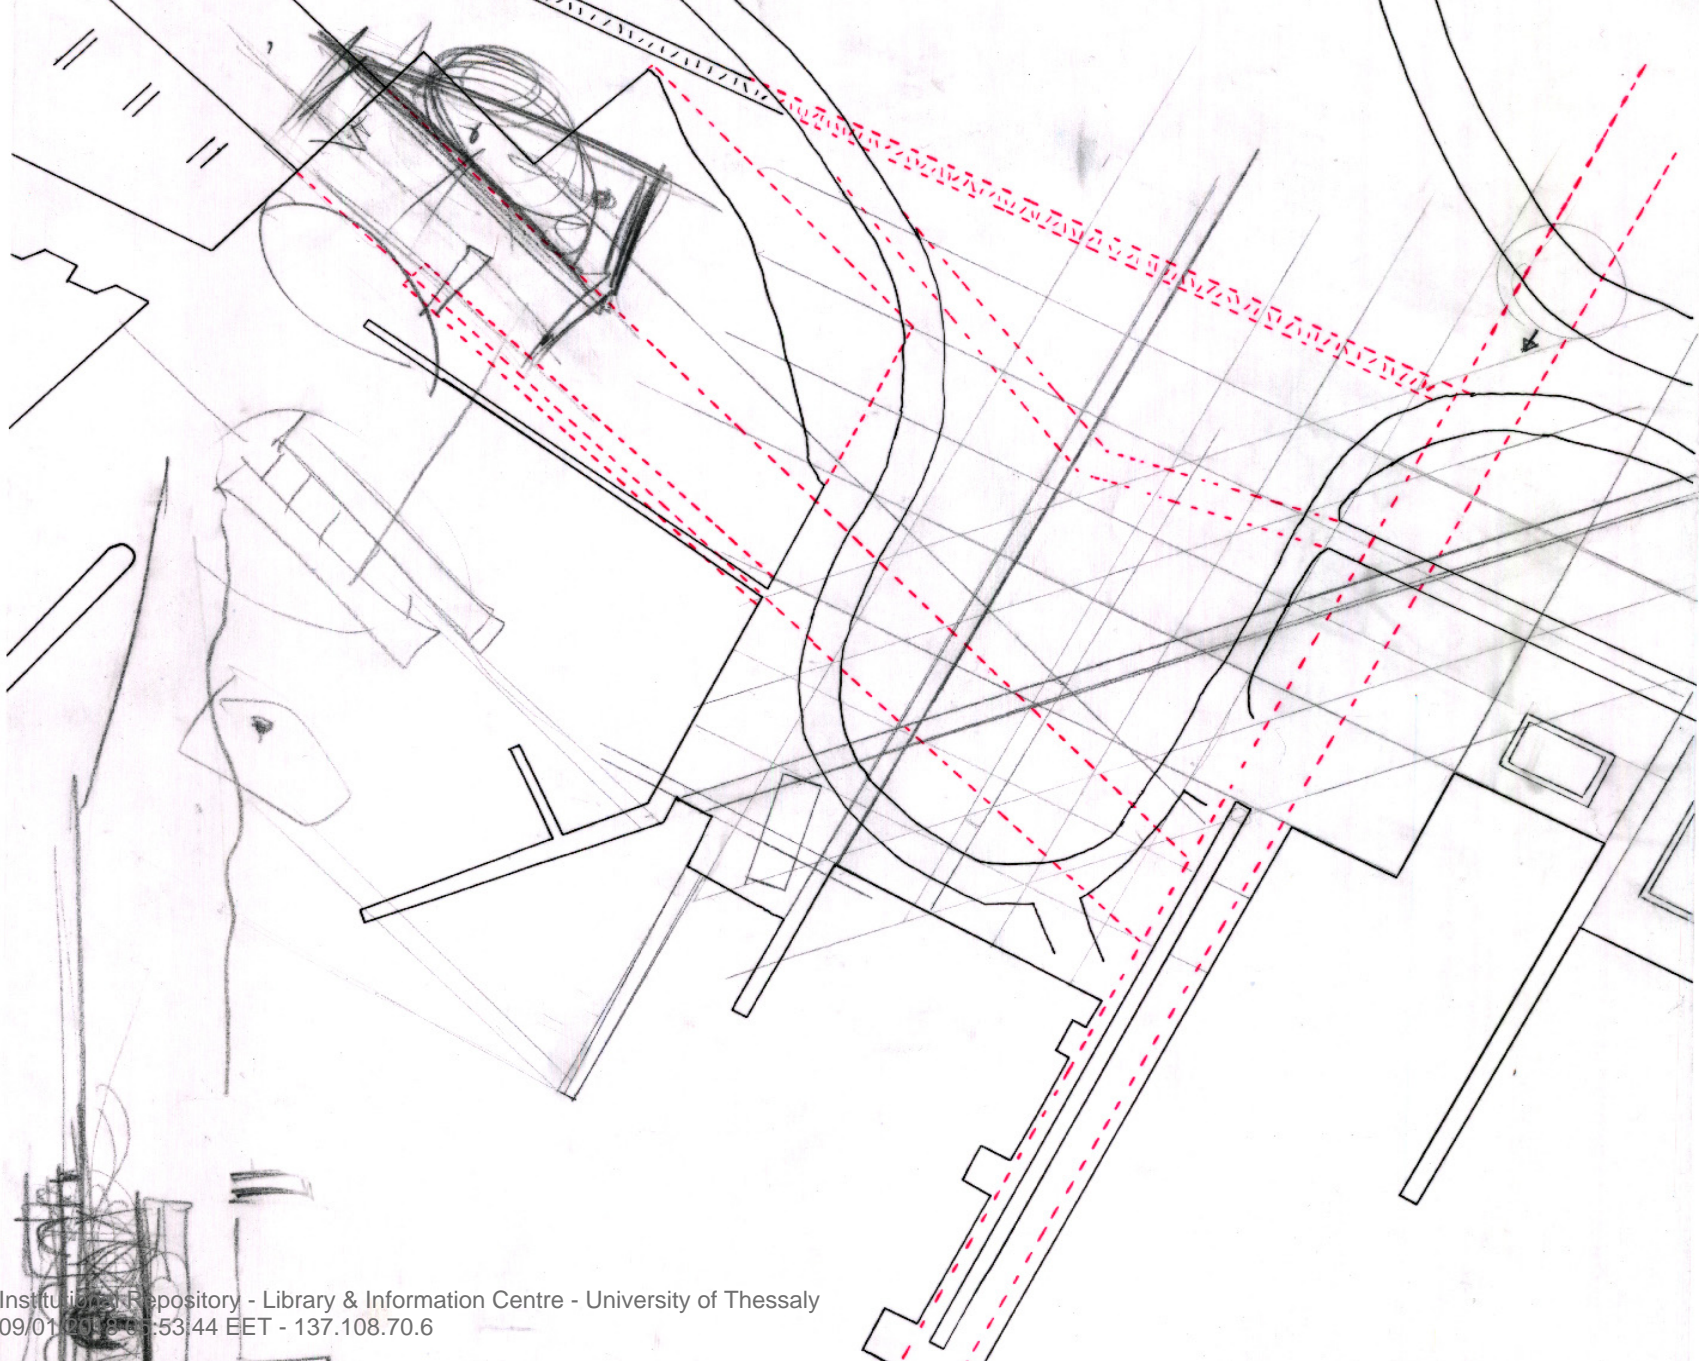 Institutional Repository - Library & Information Centre - University of Thessaly
09/01/2018 05:53:44 EET - 137.108.70.6